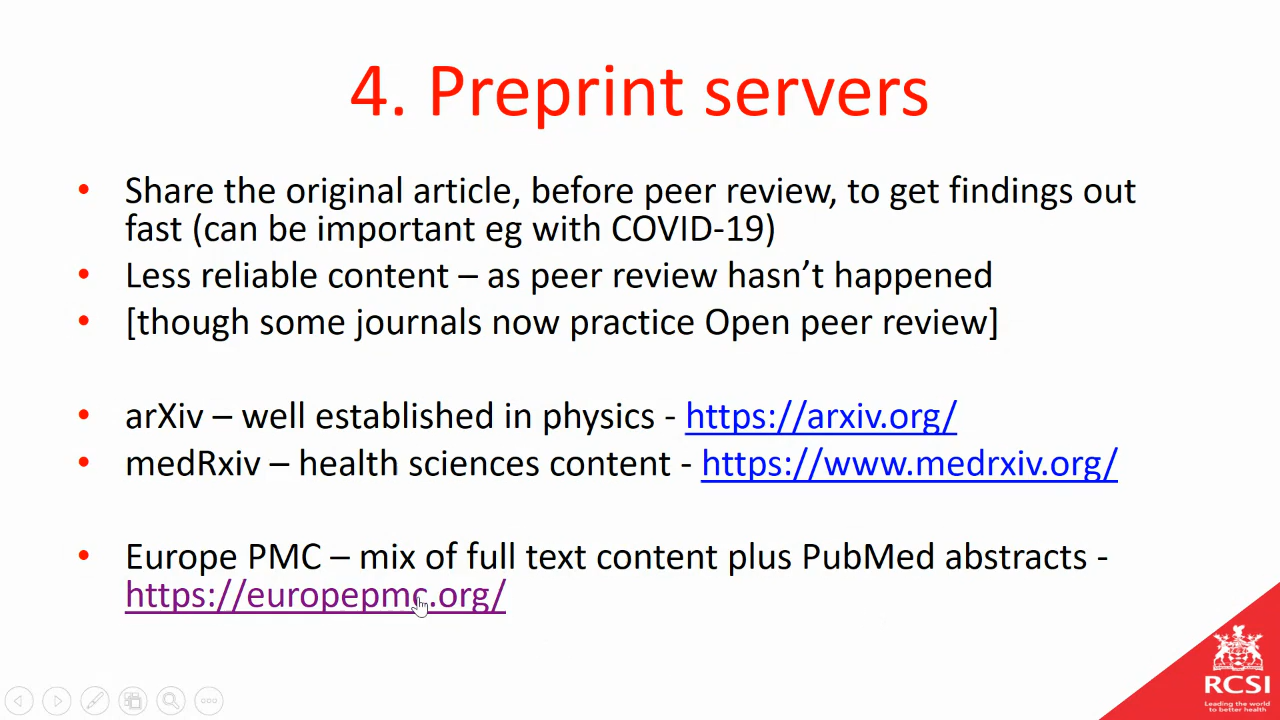 4. Preprint servers
• Share the original article, before peer review, to get findings out
fast (can be important eg with COVID-19)
• Less reliable content – as peer review hasn’t happened
• [though some journals now practice Open peer review]
• arXiv – well established in physics - https://arxiv.org/
• medRxiv – health sciences content - https://www.medrxiv.org/
• Europe PMC – mix of full text content plus PubMed abstracts -
https://europepmc.org/
RCSI
Leading the world
to better health